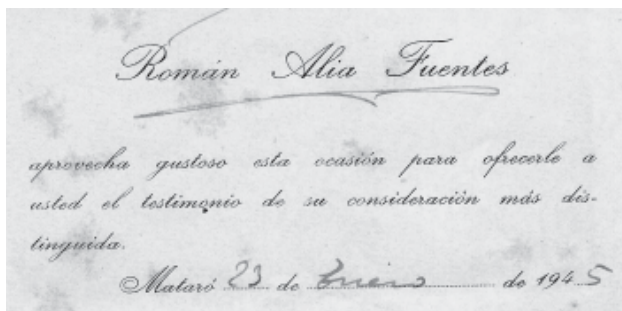 Román Alia Fuentes
aprovecha gustoso esta ocasión para ofrecerle a
usted el testimonio de su consideración más dis-
tinguida.
Mataró 23 de Enero de 1945